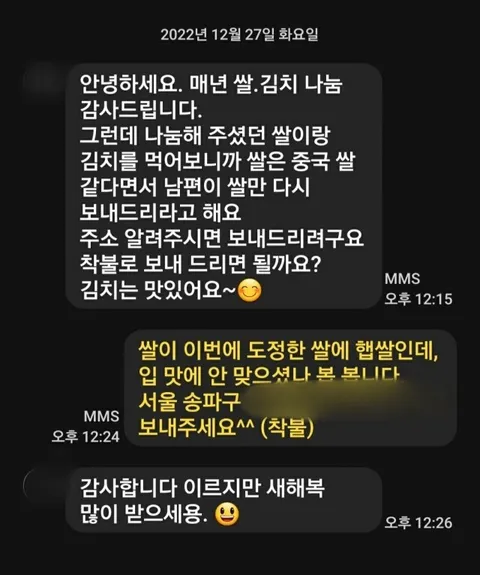 2022년 12월 27일 화요일
안녕하세요. 매년 쌀.김치 나눔
감사드립니다.
그런데 나눔해 주셨던 쌀이랑
김치를 먹어보니까 쌀은 중국 쌀
같다면서 남편이 쌀만 다시
보내드리라고 해요
주소 알려주시면 보내드리려구요
착불로 보내 드리면 될까요?
김치는 맛있어요~😊
MMS
오후 12:15
쌀이 이번에 도정한 쌀에 햅쌀인데,
입 맛에 안 맞으셨나 봅니다
서울 송파구
보내주세요^^ (착불)
MMS
오후 12:24
감사합니다 이르지만 새해복
많이 받으세용. 😃
오후 12:26